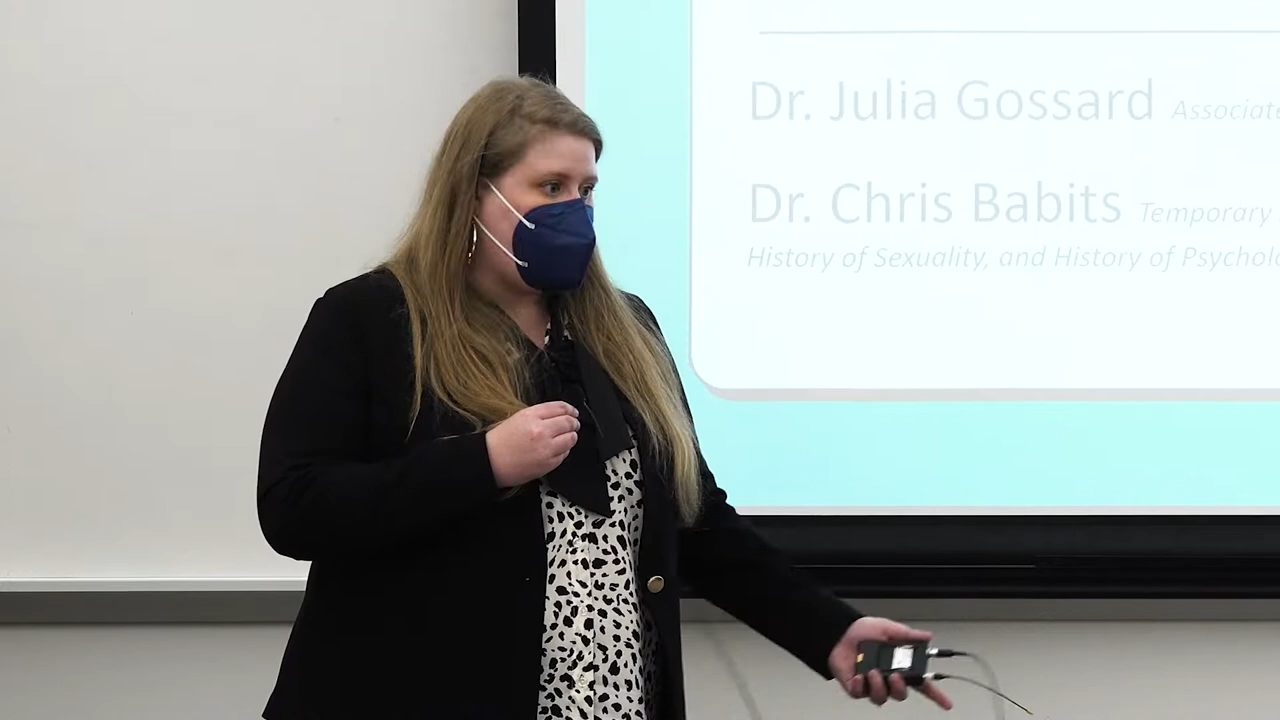 Dr. Julia Gossard Associate
Dr. Chris Babits Temporary
History of Sexuality, and History of Psycholo